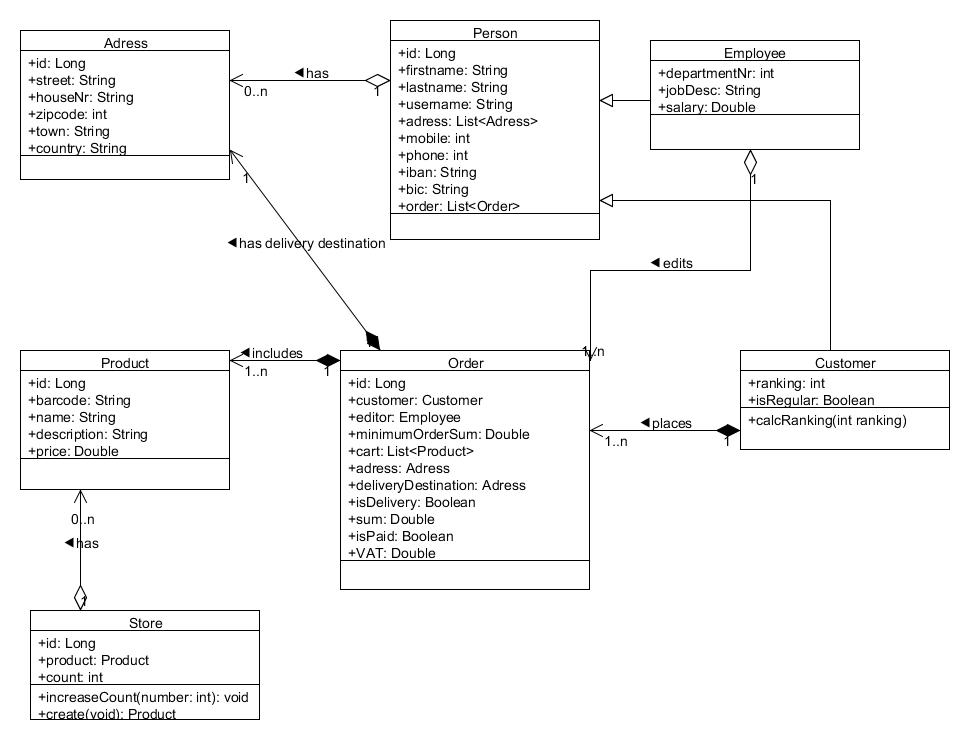 Adress
+id: Long
+street: String
+houseNr: String
+zipcode: int
+town: String
+country: String
◀has
0..n
1
Person
+id: Long
+firstname: String
+lastname: String
+username: String
+adress: List<Adress>
+mobile: int
+phone: int
+iban: String
+bic: String
+order: List<Order>
Employee
+departmentNr: int
+jobDesc: String
+salary: Double
1
1
◀has delivery destination
◀edits
1..n
Product
+id: Long
+barcode: String
+name: String
+description: String
+price: Double
◀includes
1..n
1
Order
+id: Long
+customer: Customer
+editor: Employee
+minimumOrderSum: Double
+cart: List<Product>
+adress: Adress
+deliveryDestination: Adress
+isDelivery: Boolean
+sum: Double
+isPaid: Boolean
+VAT: Double
◀places
1..n
1
Customer
+ranking: int
+isRegular: Boolean
+calcRanking(int ranking)
0..n
◀has
1
Store
+id: Long
+product: Product
+count: int
+increaseCount(number: int): void
+create(void): Product